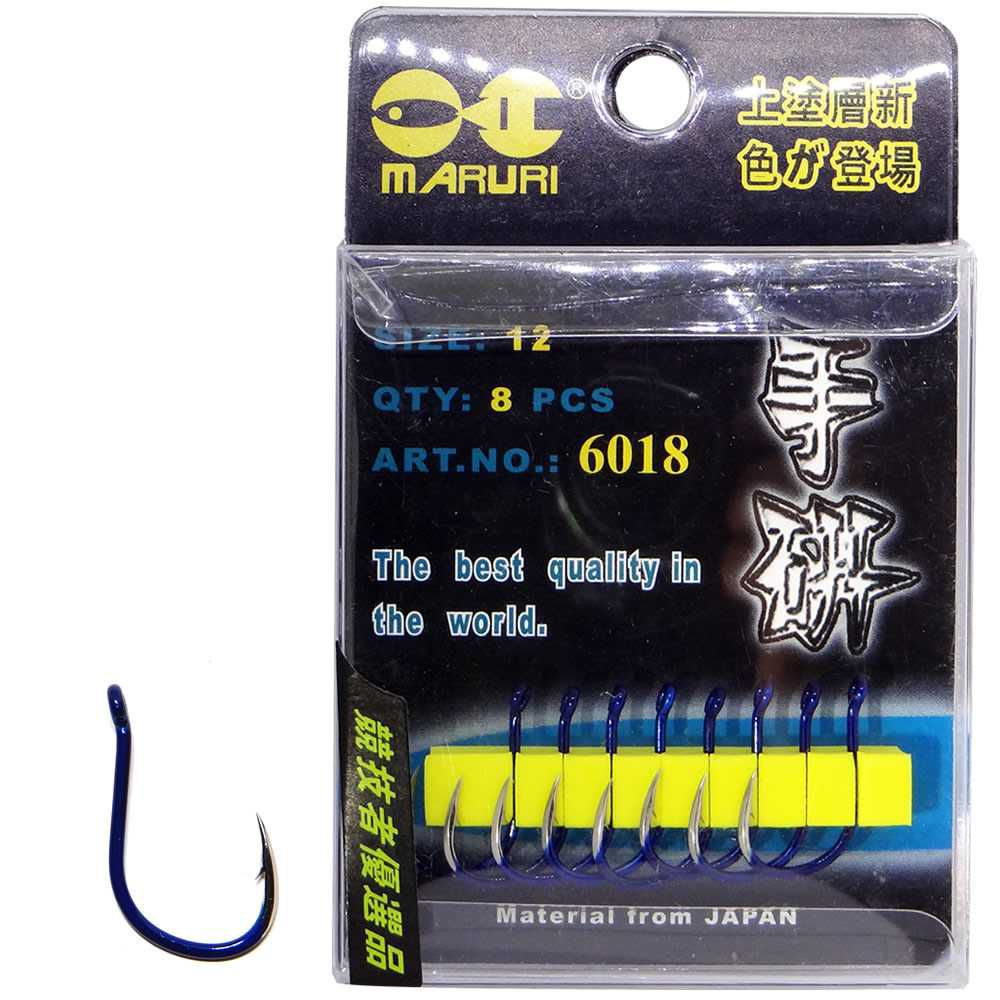 MARURI
®
上塗層新
色が登場
SIZE: 12
QTY: 8 PCS
ART.NO.: 6018
The best quality in
the world.
競技者優選品
Material from JAPAN